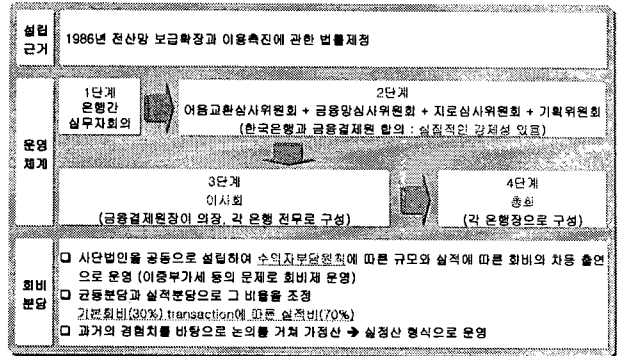 설립
근거
1986년 전산망 보급확장과 이용촉진에 관한 법률제정
운영
체계
1단계
은행간
실무자회의
2단계
어음교환심사위원회 + 금융망심사위원회 + 지로심사위원회 + 기획위원회
(한국은행과 금융결제원 합의 : 실질적인 강제성 있음)
3단계
이사회
(금융결제원장이 의장, 각 은행 전무로 구성)
4단계
총회
(각 은행장으로 구성)
회비
분담
❑ 사단법인을 공동으로 설립하여 수익자부담원칙에 따른 규모와 실적에 따른 회비의 차등 출연
으로 운영 (이중부가세 등의 문제로 회비제 운영)
❑ 균등분담과 실적분담으로 그 비율을 조정
기본회비(30%) transaction에 따른 실적비(70%)
❑ 과거의 경험치를 바탕으로 논의를 거쳐 가정산 → 실정산 형식으로 운영